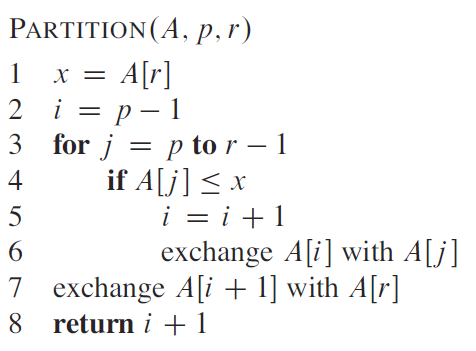 PARTITION(A, p, r)
1 x = A[r]
2 i = p − 1
3 for j = p to r − 1
4 if A[j] ≤ x
5 i = i + 1
6 exchange A[i] with A[j]
7 exchange A[i + 1] with A[r]
8 return i + 1